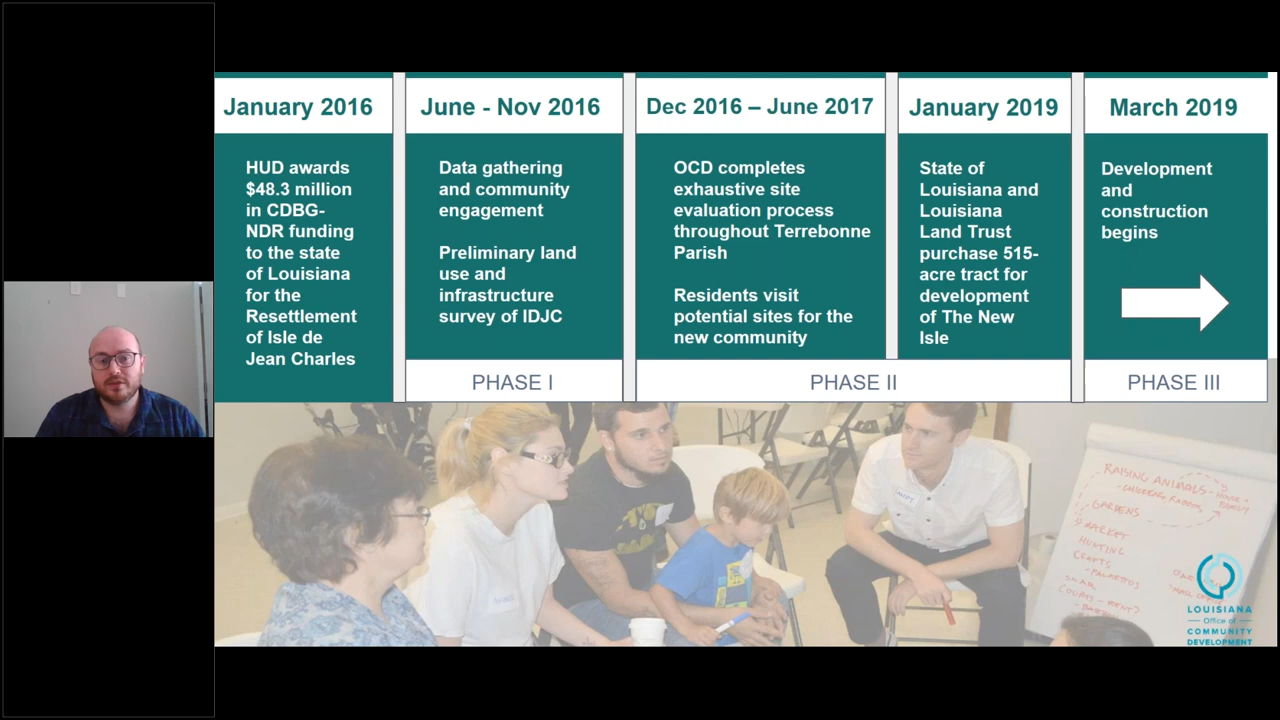 January 2016
HUD awards
$48.3 million
in CDBG-
NDR funding
to the state
of Louisiana
for the
Resettlement
of Isle de
Jean Charles
June - Nov 2016
Data gathering
and community
engagement
Preliminary land
use and
infrastructure
survey of IDJC
PHASE I
Dec 2016 – June 2017
OCD completes
exhaustive site
evaluation process
throughout Terrebonne
Parish
Residents visit
potential sites for the
new community
January 2019
State of
Louisiana and
Louisiana
Land Trust
purchase 515-
acre tract for
development
of The New
Isle
PHASE II
March 2019
Development
and
construction
begins
PHASE III
RAISING ANIMALS
GARDENS
MARKET
HUNTING
CRAFTS
- PALMETTOS
LOUISIANA
Office of
COMMUNITY
DEVELOPMENT